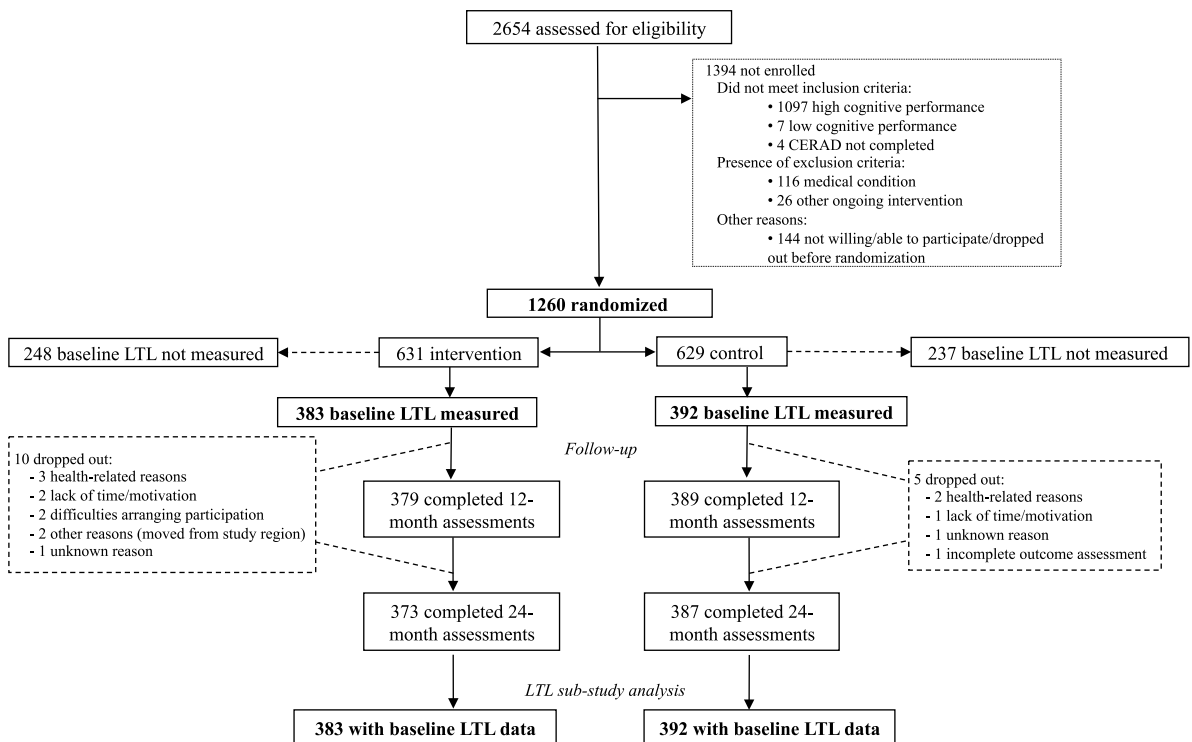 2654 assessed for eligibility
1394 not enrolled
Did not meet inclusion criteria:
• 1097 high cognitive performance
• 7 low cognitive performance
• 4 CERAD not completed
Presence of exclusion criteria:
• 116 medical condition
• 26 other ongoing intervention
Other reasons:
• 144 not willing/able to participate/dropped
out before randomization
1260 randomized
248 baseline LTL not measured
631 intervention
629 control
237 baseline LTL not measured
383 baseline LTL measured
392 baseline LTL measured
Follow-up
10 dropped out:
- 3 health-related reasons
- 2 lack of time/motivation
- 2 difficulties arranging participation
- 2 other reasons (moved from study region)
- 1 unknown reason
379 completed 12-
month assessments
389 completed 12-
month assessments
5 dropped out:
- 2 health-related reasons
- 1 lack of time/motivation
- 1 unknown reason
- 1 incomplete outcome assessment
373 completed 24-
month assessments
387 completed 24-
month assessments
LTL sub-study analysis
383 with baseline LTL data
392 with baseline LTL data